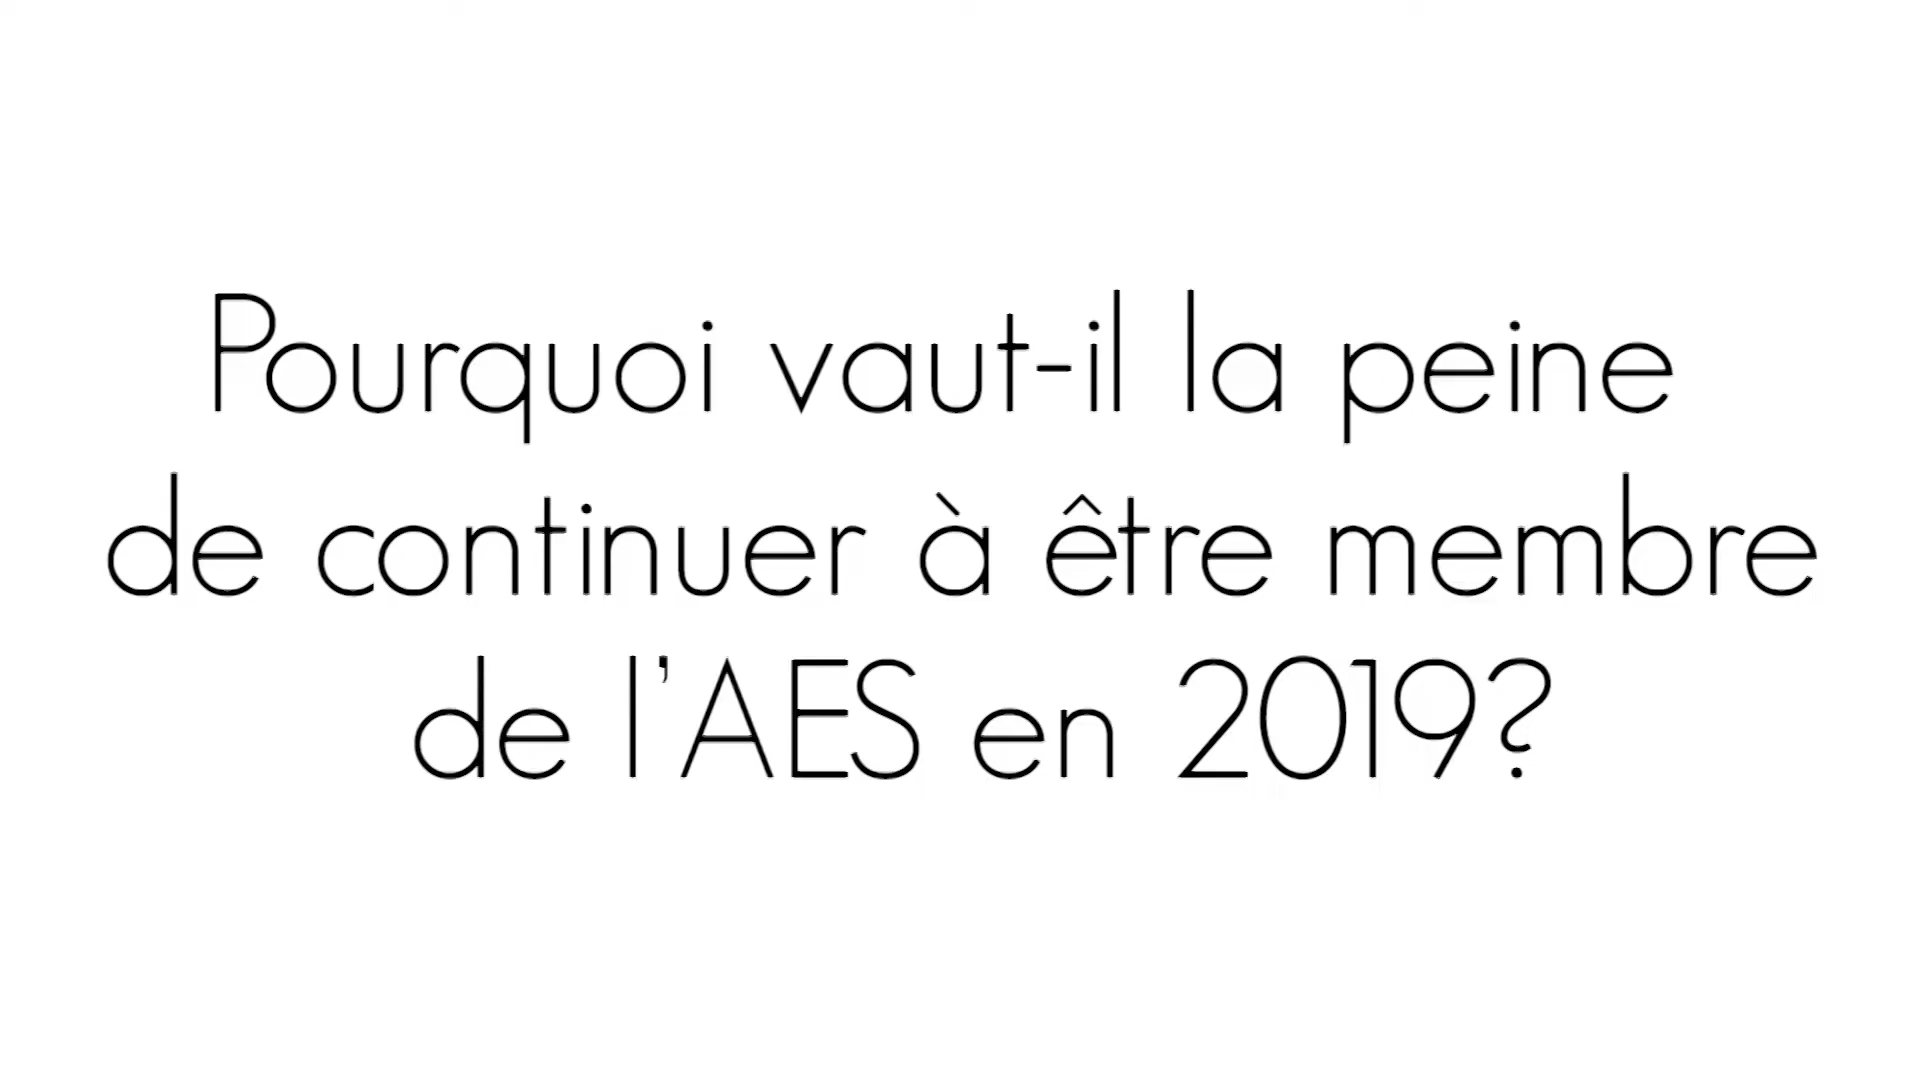 Pourquoi vaut-il la peine
de continuer à être membre
de l'AES en 2019?